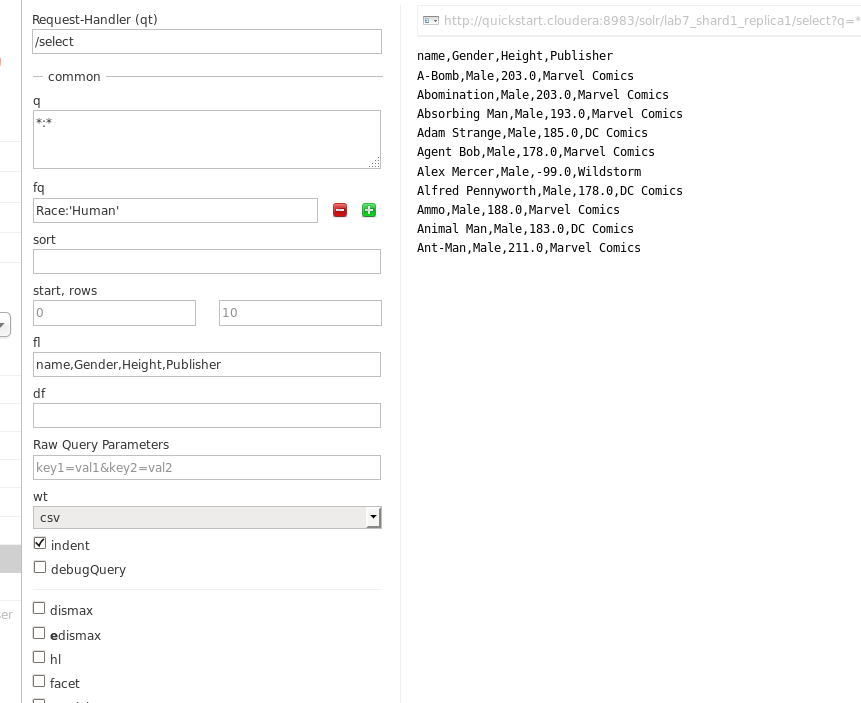 Request-Handler (qt)
/select
common
q
*:*
fq
Race:'Human'
sort
start, rows
0
10
fl
name,Gender,Height,Publisher
df
Raw Query Parameters
key1=val1&key2=val2
wt
csv
indent
debugQuery
dismax
edismax
hl
facet
ser
http://quickstart.cloudera:8983/solr/lab7_shard1_replica1/select?q=*
name,Gender,Height,Publisher
A-Bomb,Male,203.0,Marvel Comics
Abomination,Male,203.0,Marvel Comics
Absorbing Man,Male,193.0,Marvel Comics
Adam Strange,Male,185.0,DC Comics
Agent Bob,Male,178.0,Marvel Comics
Alex Mercer,Male,-99.0,Wildstorm
Alfred Pennyworth,Male,178.0,DC Comics
Ammo,Male,188.0,Marvel Comics
Animal Man,Male,183.0,DC Comics
Ant-Man,Male,211.0,Marvel Comics